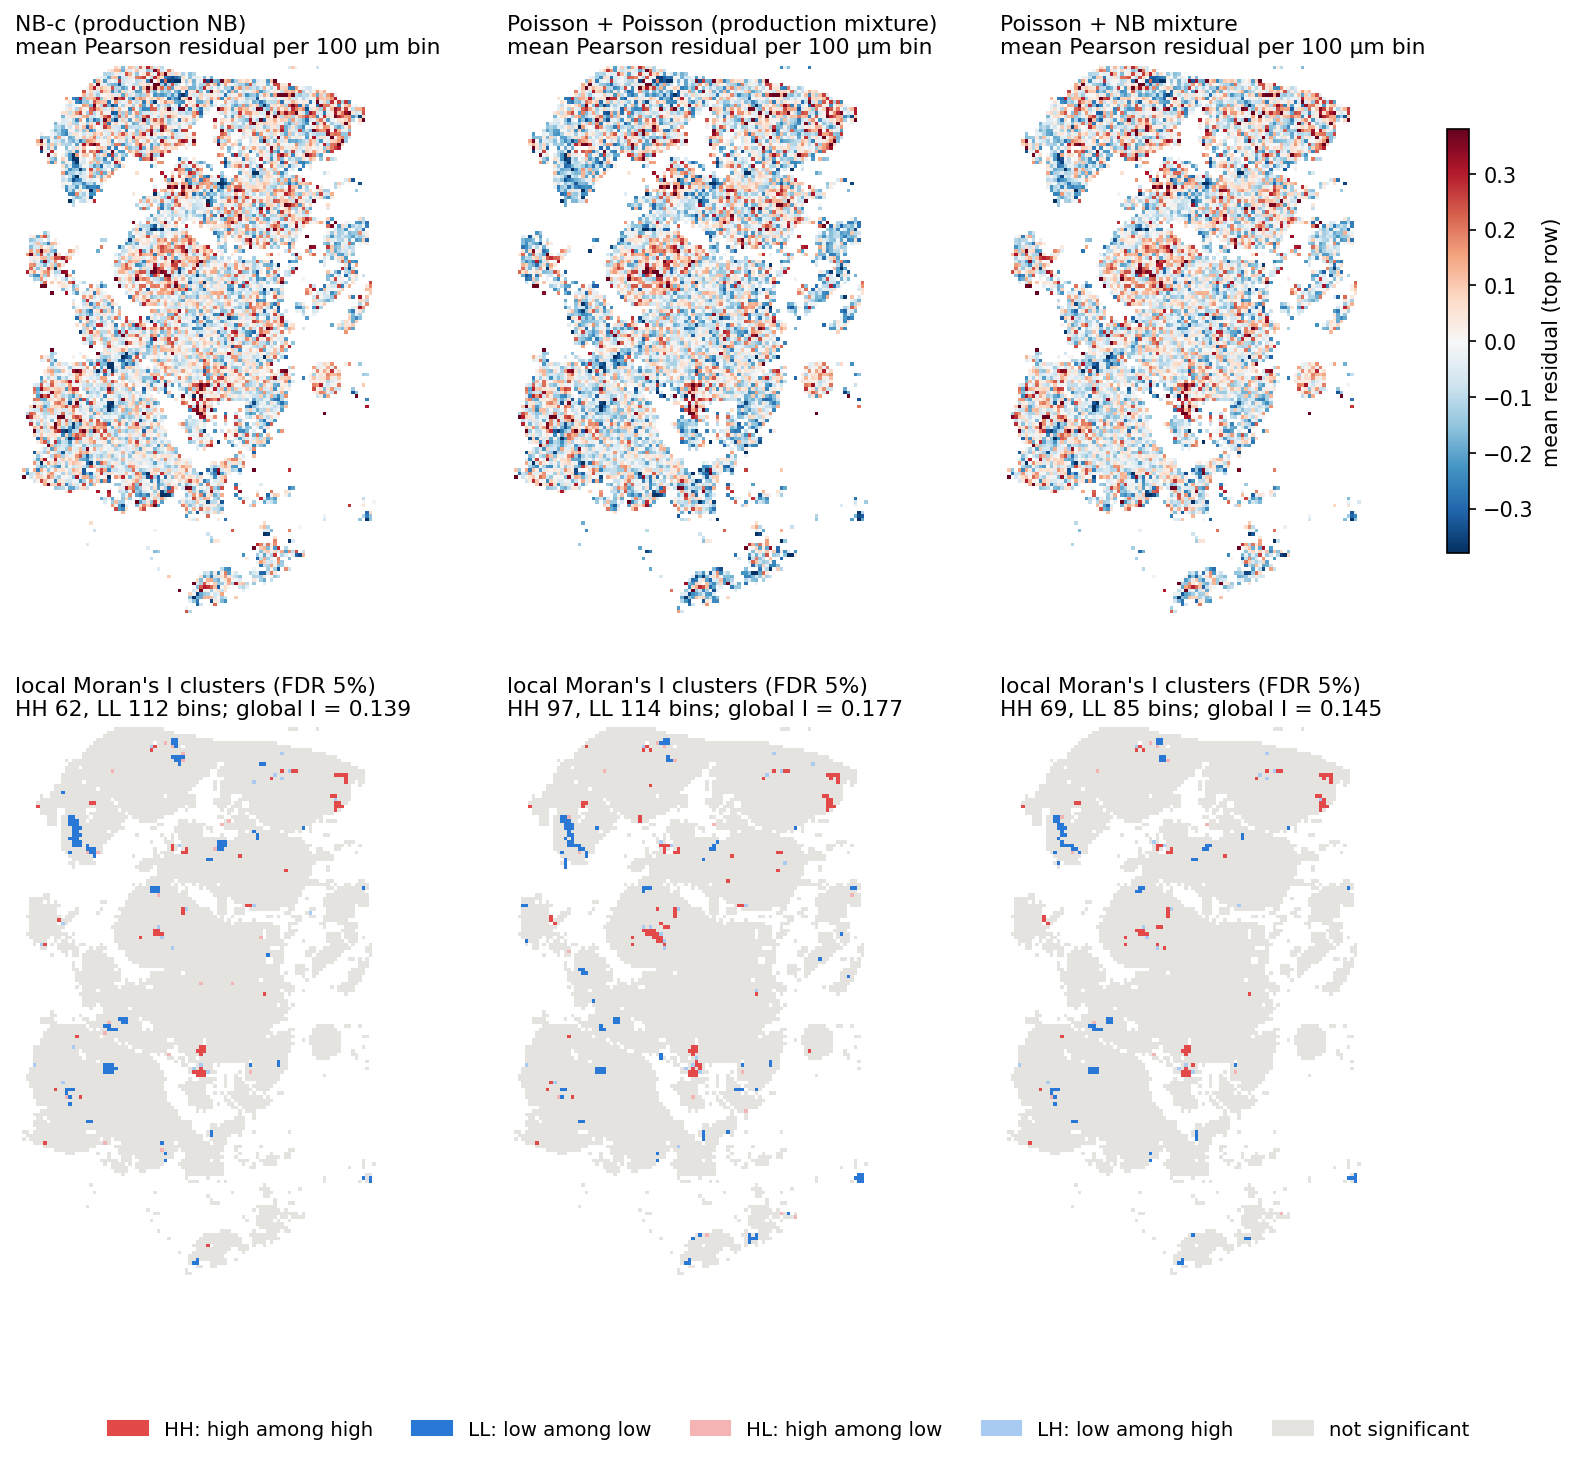 NB-c (production NB)
mean Pearson residual per 100 µm bin
Poisson + Poisson (production mixture)
mean Pearson residual per 100 µm bin
Poisson + NB mixture
mean Pearson residual per 100 µm bin
0.3
0.2
0.1
0.0
−0.1
−0.2
−0.3
mean residual (top row)
local Moran's I clusters (FDR 5%)
HH 62, LL 112 bins; global I = 0.139
local Moran's I clusters (FDR 5%)
HH 97, LL 114 bins; global I = 0.177
local Moran's I clusters (FDR 5%)
HH 69, LL 85 bins; global I = 0.145
HH: high among high
LL: low among low
HL: high among low
LH: low among high
not significant